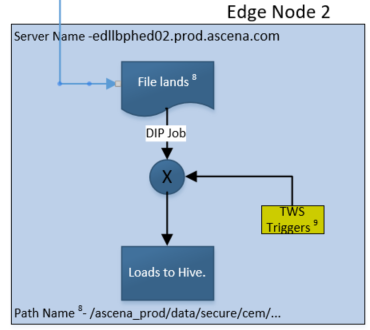 Edge Node 2
Server Name -edllbphed02.prod.ascena.com
File lands ⁸
DIP Job
X
TWS
Triggers ⁹
Loads to Hive.
Path Name ⁸- /ascena_prod/data/secure/cem/...